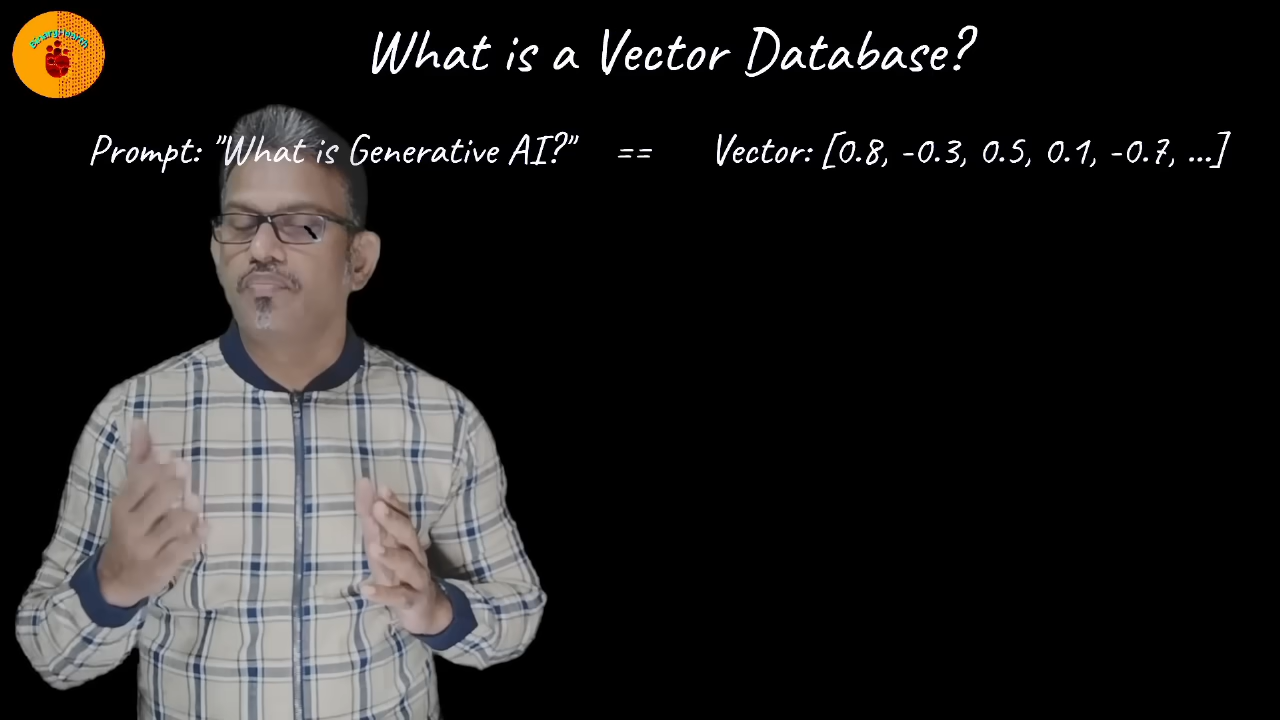 What is a Vector Database?
Prompt: "What is Generative AI?" == Vector: [0.8, -0.3, 0.5, 0.1, -0.7, ...]